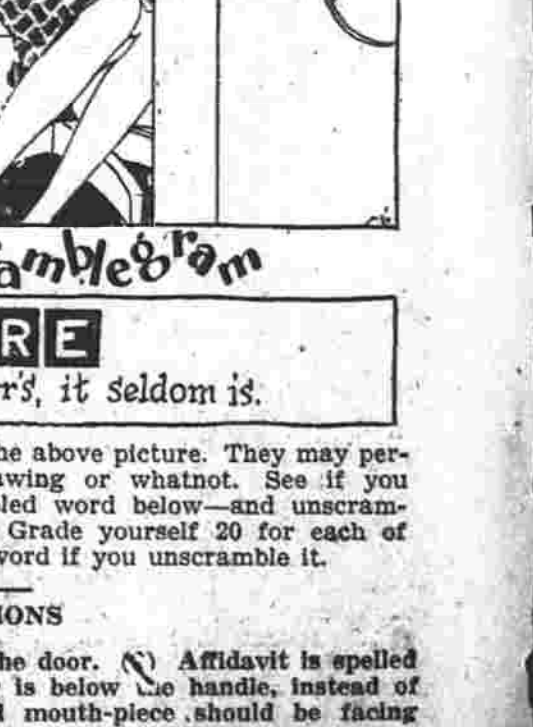 amblegram
RE
r's, it seldom is.
he above picture. They may per-
awing or whatnot. See if you
led word below—and unscram-
Grade yourself 20 for each of
word if you unscramble it.
IONS
he door. Affidavit is spelled
is below the handle, instead of
mouth-piece should be facing